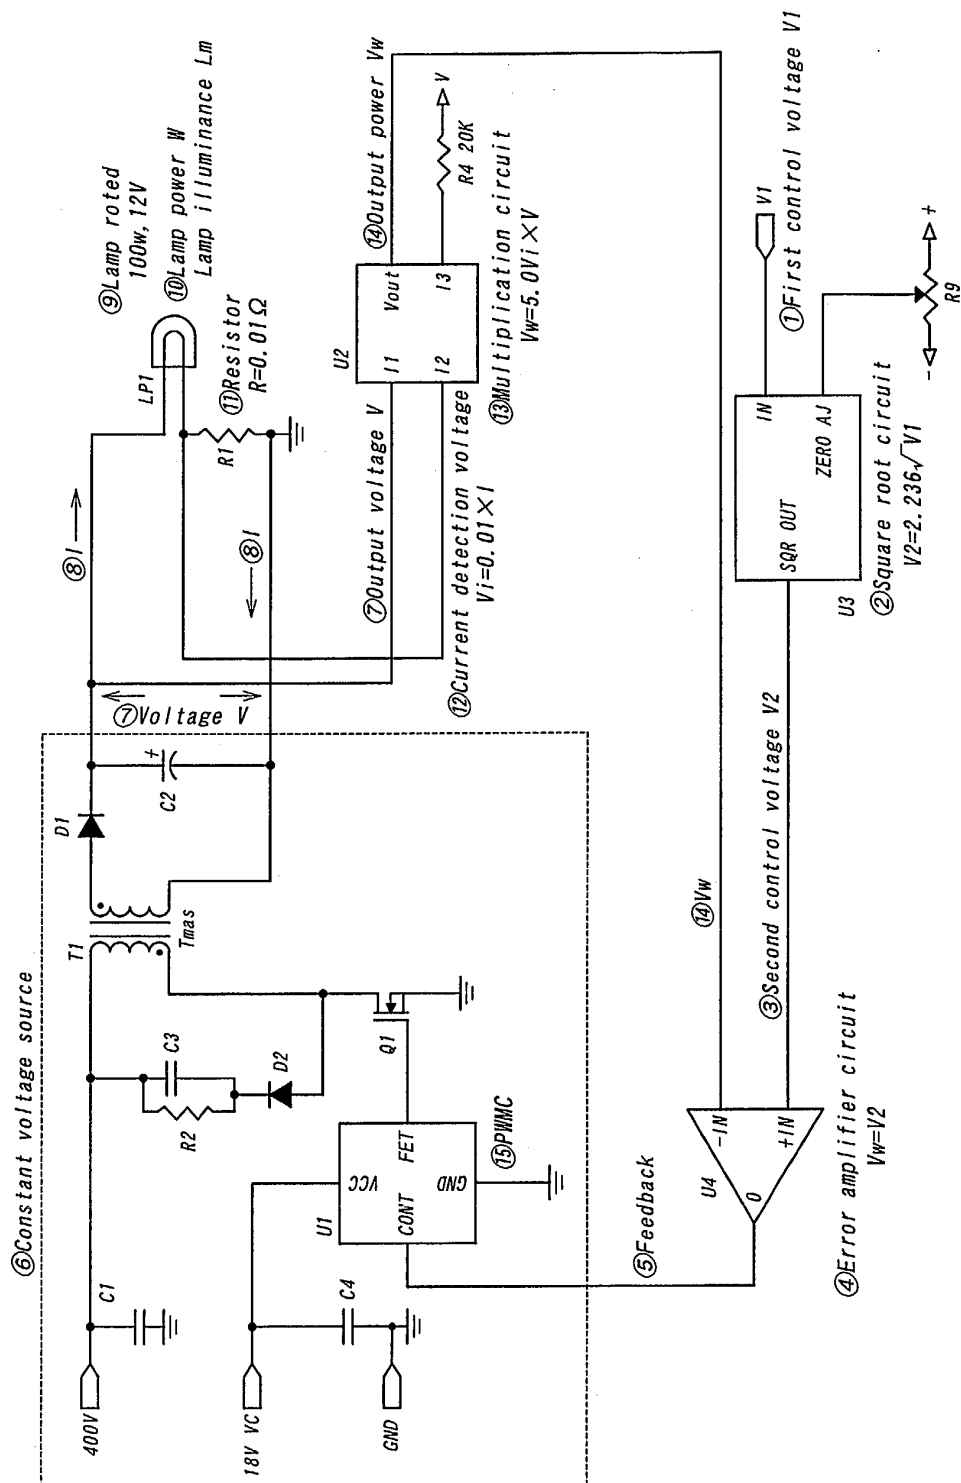 ⑥Constant voltage source
400V
C1
18V VC
C4
GND
U1
VCC
CONT
FET
GND
⑮PWMC
R2
C3
D2
Q1
T1
Tmas
D1
C2
+
⑦Voltage V
⑧I
⑧I
LP1
⑨Lamp roted
100w, 12V
⑩Lamp power W
Lamp illuminance Lm
⑪Resistor
R=0.01Ω
R1
⑦Output voltage V
⑫Current detection voltage
Vi=0.01×I
U2
I1
I2
Vout
I3
⑬Multiplication circuit
Vw=5.0Vi×V
⑭Output power Vw
R4 20K
V
⑭Vw
⑤Feedback
U4
-IN
+IN
O
④Error amplifier circuit
Vw=V2
③Second control voltage V2
SQR OUT
IN
ZERO AJ
U3
②Square root circuit
V2=2.236√V1
V1
①First control voltage V1
-
+
R9